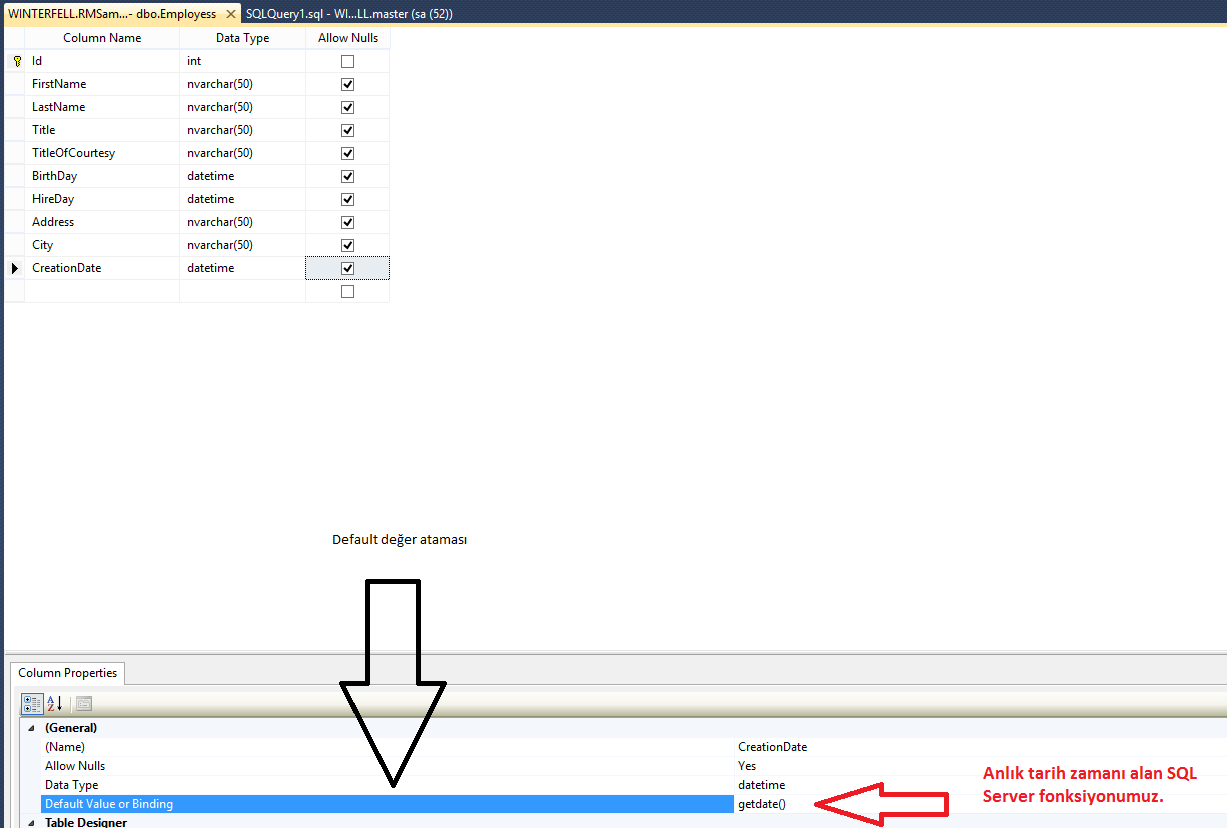 WINTERFELL.RMSam...- dbo.Employess SQLQuery1.sql - WI...LL.master (sa (52))
Column Name Data Type Allow Nulls
Id int
FirstName nvarchar(50)
LastName nvarchar(50)
Title nvarchar(50)
TitleOfCourtesy nvarchar(50)
BirthDay datetime
HireDay datetime
Address nvarchar(50)
City nvarchar(50)
CreationDate datetime
Default değer ataması
Column Properties
(General)
(Name) CreationDate
Allow Nulls Yes
Data Type datetime
Default Value or Binding getdate()
Anlık tarih zamanı alan SQL
Server fonksiyonumuz.
Table Designer